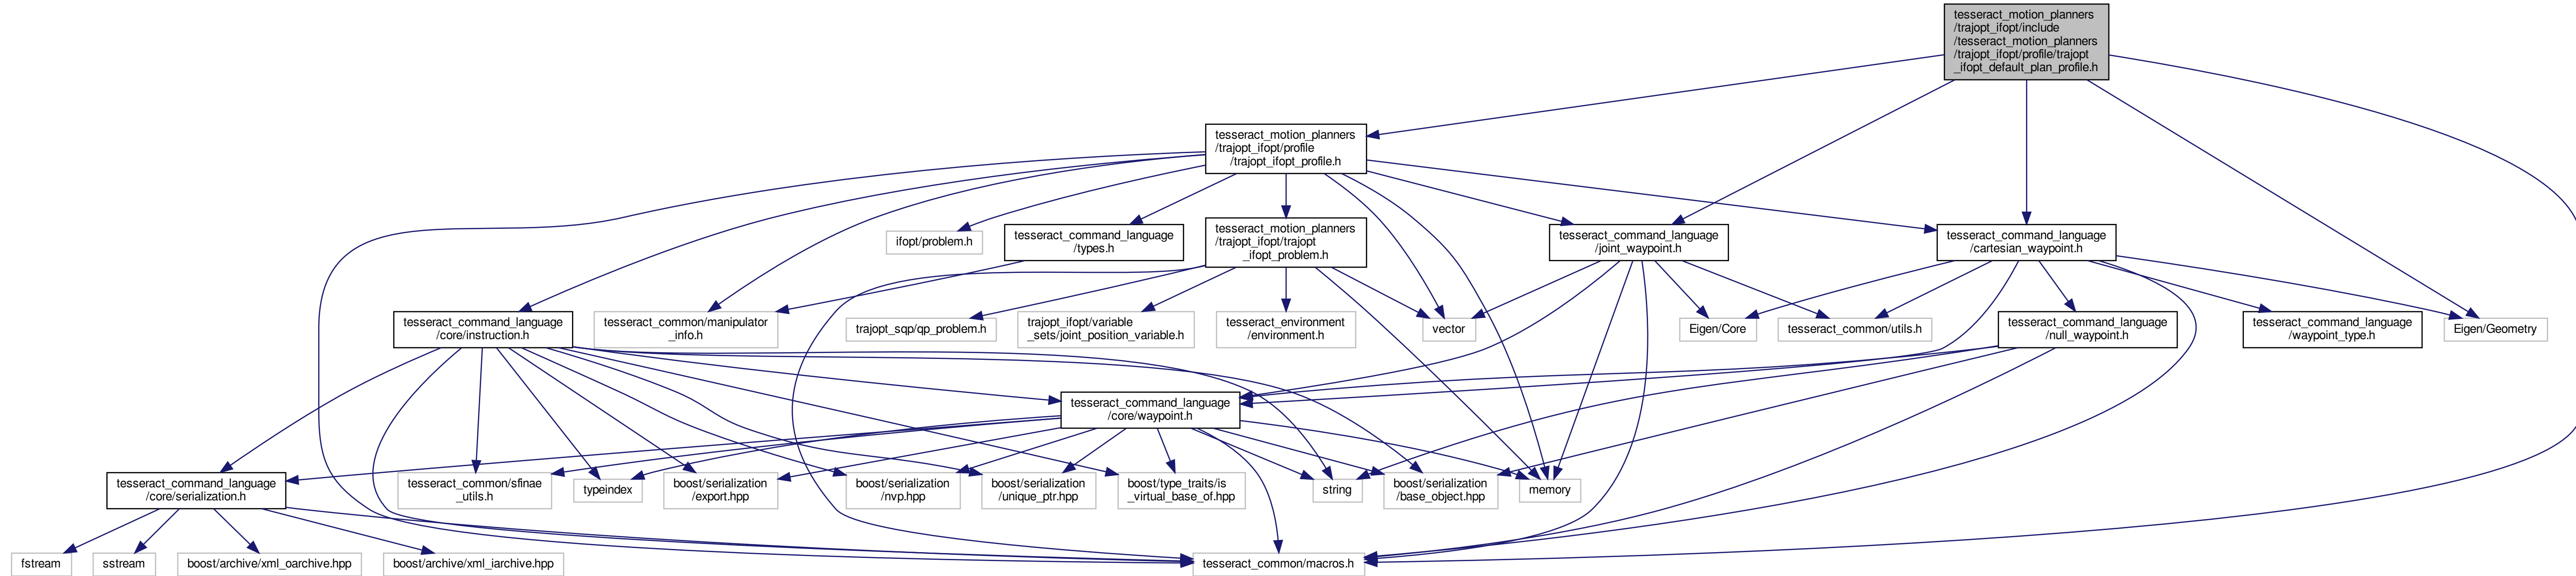 tesseract_motion_planners
/trajopt_ifopt/include
/tesseract_motion_planners
/trajopt_ifopt/profile/trajopt
_ifopt_default_plan_profile.h
tesseract_motion_planners
/trajopt_ifopt/profile
/trajopt_ifopt_profile.h
ifopt/problem.h
tesseract_command_language
/types.h
tesseract_motion_planners
/trajopt_ifopt/trajopt
_ifopt_problem.h
tesseract_command_language
/joint_waypoint.h
tesseract_command_language
/cartesian_waypoint.h
tesseract_command_language
/core/instruction.h
tesseract_common/manipulator
_info.h
trajopt_sqp/qp_problem.h
trajopt_ifopt/variable
_sets/joint_position_variable.h
tesseract_environment
/environment.h
vector
Eigen/Core
tesseract_common/utils.h
tesseract_command_language
/null_waypoint.h
tesseract_command_language
/waypoint_type.h
Eigen/Geometry
tesseract_command_language
/core/waypoint.h
tesseract_command_language
/core/serialization.h
tesseract_common/sfinae
_utils.h
typeindex
boost/serialization
/export.hpp
boost/serialization
/nvp.hpp
boost/serialization
/unique_ptr.hpp
boost/type_traits/is
_virtual_base_of.hpp
string
boost/serialization
/base_object.hpp
memory
fstream
sstream
boost/archive/xml_oarchive.hpp
boost/archive/xml_iarchive.hpp
tesseract_common/macros.h